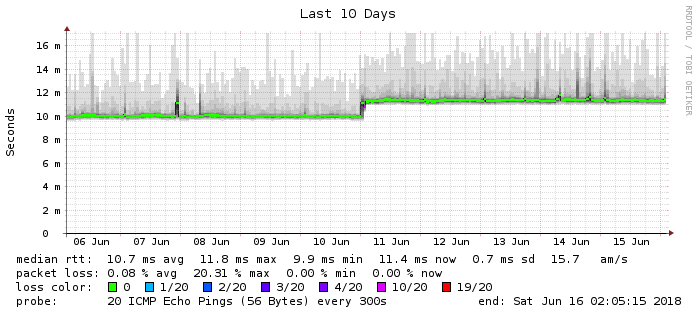 Last 10 Days
RRDTOOL / TOBI OETIKER
Seconds
16 m
14 m
12 m
10 m
8 m
6 m
4 m
2 m
0
06 Jun 07 Jun 08 Jun 09 Jun 10 Jun 11 Jun 12 Jun 13 Jun 14 Jun 15 Jun
median rtt: 10.7 ms avg 11.8 ms max 9.9 ms min 11.4 ms now 0.7 ms sd 15.7 am/s
packet loss: 0.08 % avg 20.31 % max 0.00 % min 0.00 % now
loss color: 0 1/20 2/20 3/20 4/20 10/20 19/20
probe: 20 ICMP Echo Pings (56 Bytes) every 300s end: Sat Jun 16 02:05:15 2018